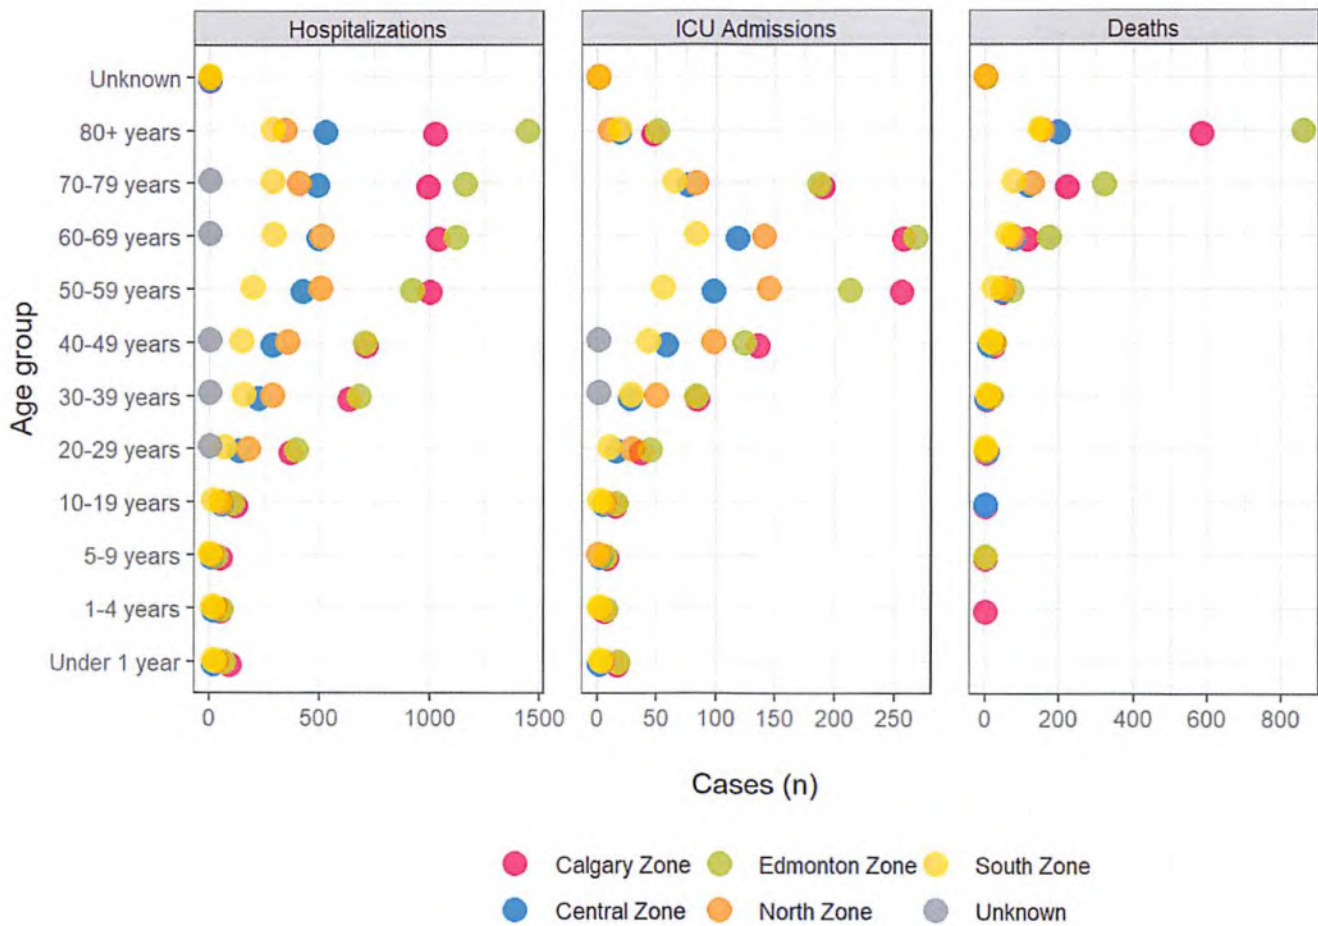 Hospitalizations
ICU Admissions
Deaths
Age group
Unknown
80+ years
70-79 years
60-69 years
50-59 years
40-49 years
30-39 years
20-29 years
10-19 years
5-9 years
1-4 years
Under 1 year
0 500 1000 1500
0 50 100 150 200 250
0 200 400 600 800
Cases (n)
Calgary Zone Edmonton Zone South Zone
Central Zone North Zone Unknown